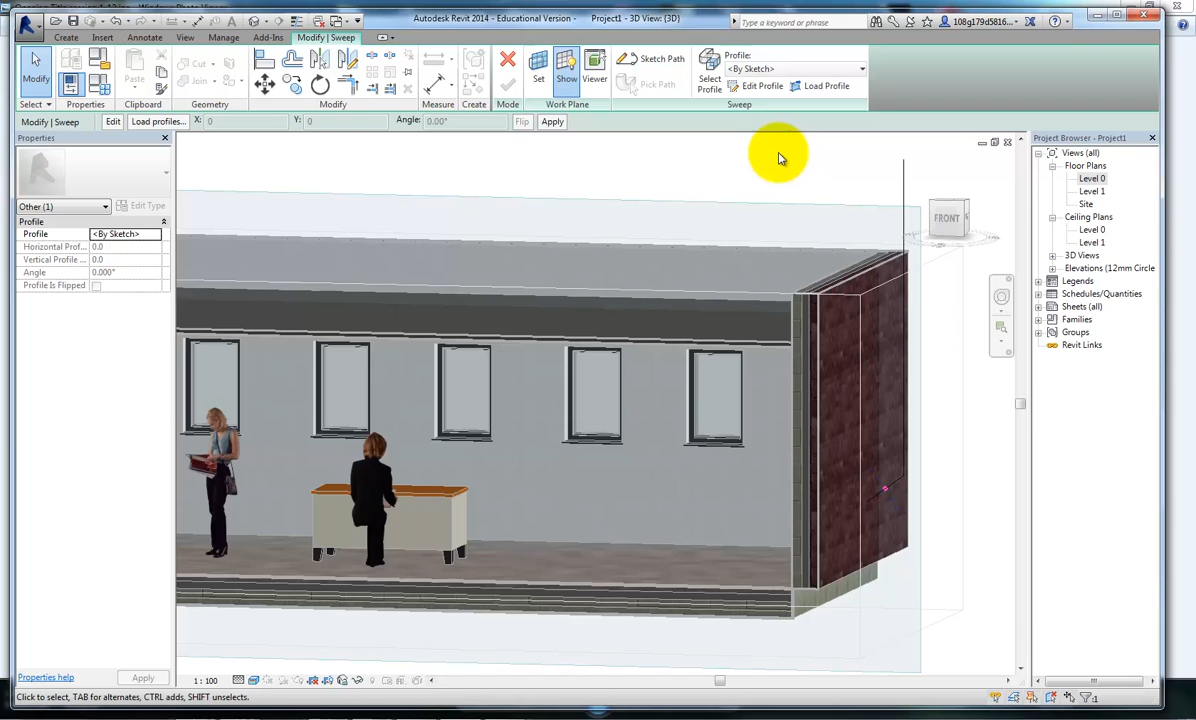 Autodesk Revit 2014 - Educational Version - Project1 - 3D View: {3D}
Type a keyword or phrase
108g179d5816...
Create Insert Annotate View Manage Add-Ins Modify | Sweep
Modify
Paste
Cut
Join
Set Show Viewer
Sketch Path
Pick Path
Select Profile
Profile:
<By Sketch>
Edit Profile Load Profile
Select Properties Clipboard Geometry Modify Measure Create Mode Work Plane Sweep
Modify | Sweep Edit Load profiles... X: 0 Y: 0 Angle: 0.00° Flip Apply
Properties
Other (1) Edit Type
Profile
Profile <By Sketch>
Horizontal Prof... 0.0
Vertical Profile ... 0.0
Angle 0.000°
Profile Is Flipped
Properties help Apply
FRONT
Project Browser - Project1
Views (all)
Floor Plans
Level 0
Level 1
Site
Ceiling Plans
Level 0
Level 1
3D Views
Elevations (12mm Circle
Legends
Schedules/Quantities
Sheets (all)
Families
Groups
Revit Links
1 : 100
Click to select, TAB for alternates, CTRL adds, SHIFT unselects.
:1